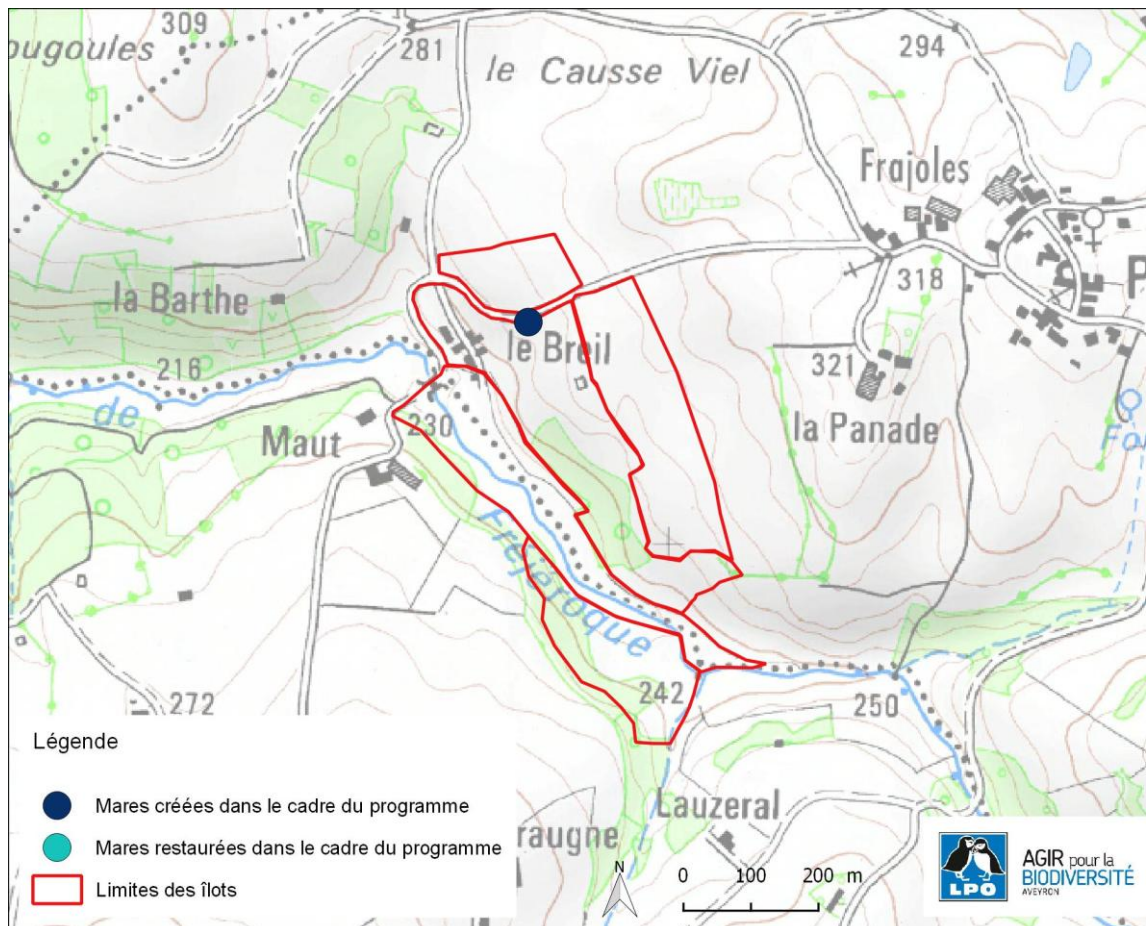 309
ougoules
281
le Causse Viel
294
Frajoles
la Barthe
318
P
le Breil
321
216
de
Maut
230
la Panade
Fo
Fréjéroque
272
242
250
Légende
Mares créées dans le cadre du programme
Mares restaurées dans le cadre du programme
Limites des îlots
Lauzeral
raugne
N
0 100 200 m
LPO
AGIR pour la
BIODIVERSITÉ
AVEYRON